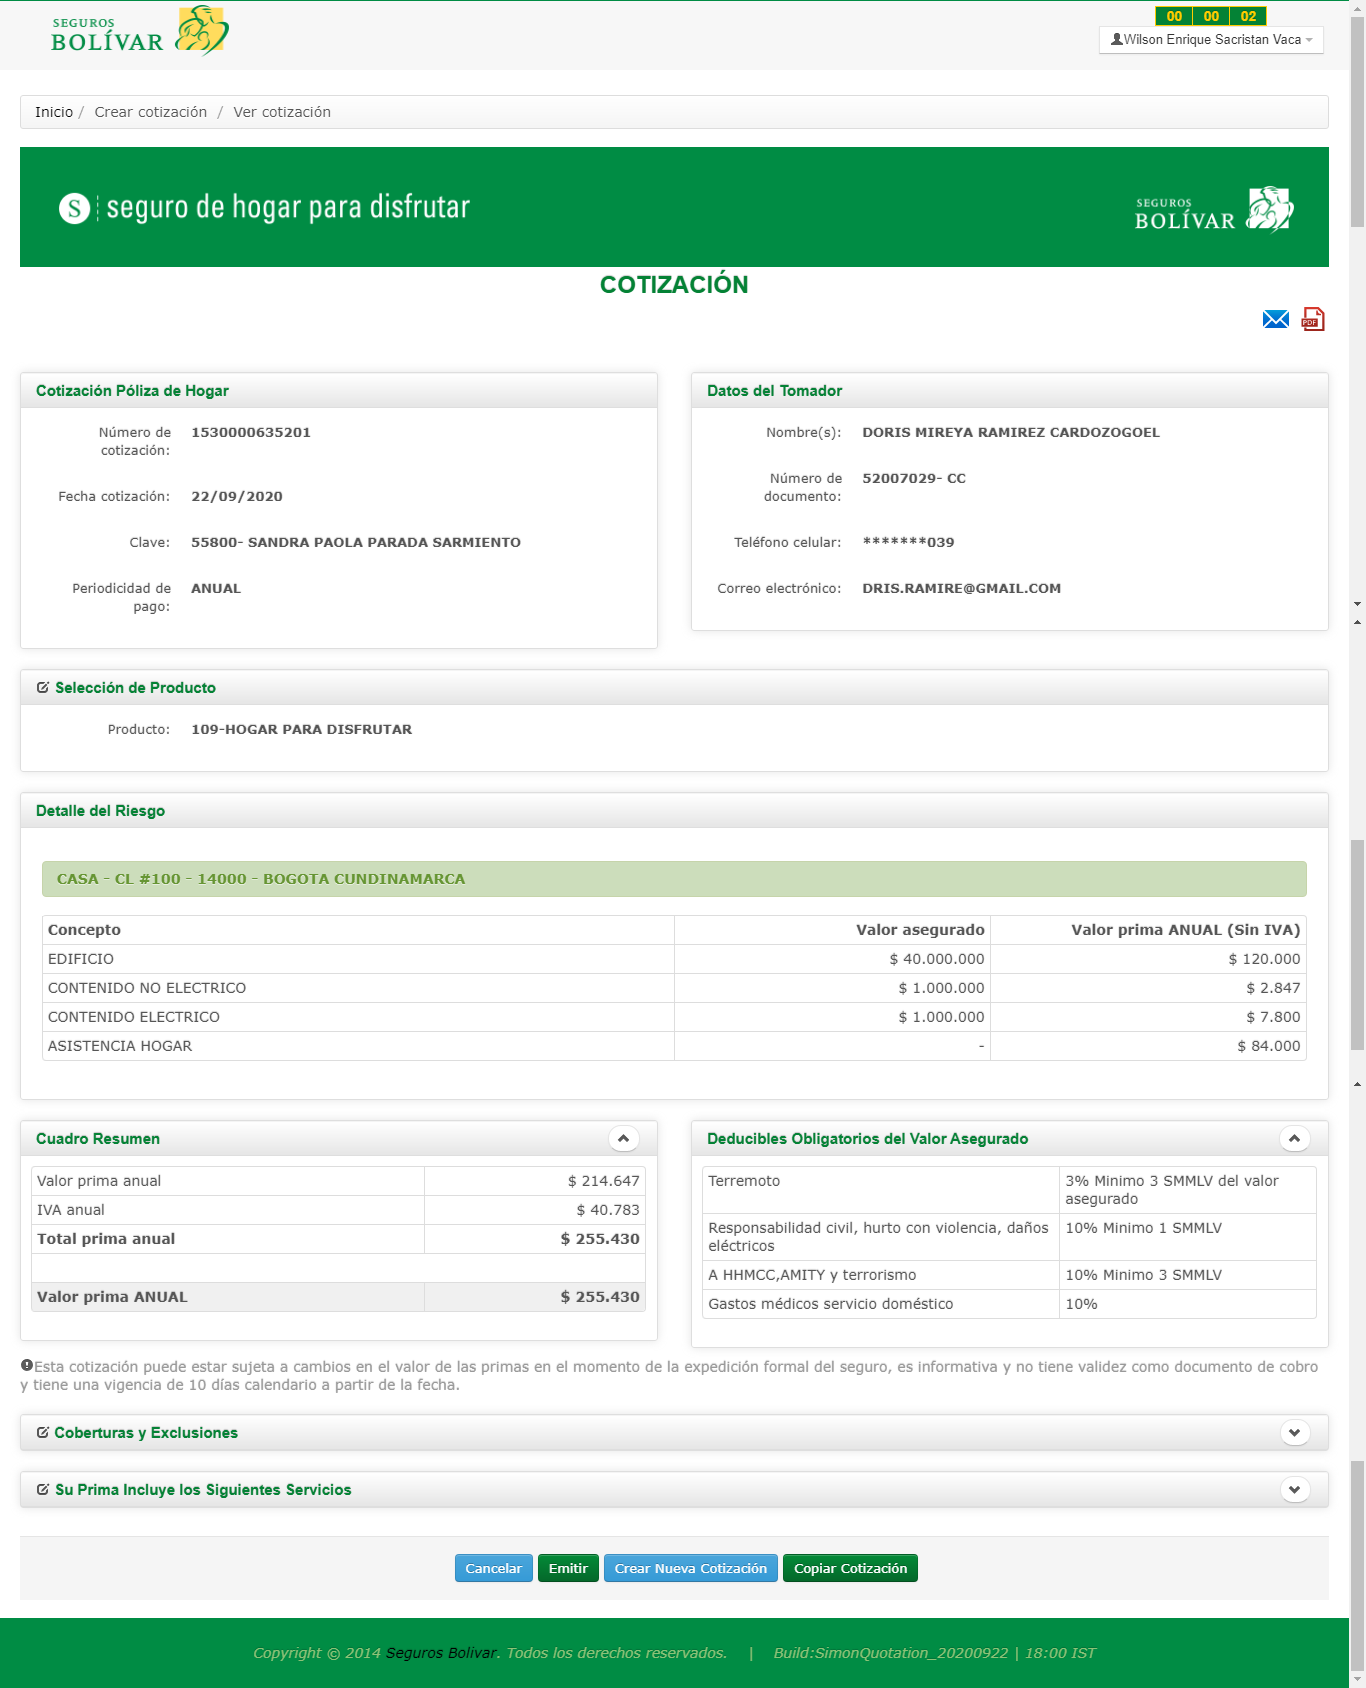 SEGUROS
BOLÍVAR
00 00 02
Wilson Enrique Sacristan Vaca
Inicio / Crear cotización / Ver cotización
S seguro de hogar para disfrutar
SEGUROS
BOLÍVAR
COTIZACIÓN
PDF
Cotización Póliza de Hogar
Número de cotización: 1530000635201
Fecha cotización: 22/09/2020
Clave: 55800- SANDRA PAOLA PARADA SARMIENTO
Periodicidad de pago: ANUAL
Datos del Tomador
Nombre(s): DORIS MIREYA RAMIREZ CARDOZOGOEL
Número de documento: 52007029- CC
Teléfono celular: *******039
Correo electrónico: DRIS.RAMIRE@GMAIL.COM
Selección de Producto
Producto: 109-HOGAR PARA DISFRUTAR
Detalle del Riesgo
CASA - CL #100 - 14000 - BOGOTA CUNDINAMARCA
Concepto Valor asegurado Valor prima ANUAL (Sin IVA)
EDIFICIO $ 40.000.000 $ 120.000
CONTENIDO NO ELECTRICO $ 1.000.000 $ 2.847
CONTENIDO ELECTRICO $ 1.000.000 $ 7.800
ASISTENCIA HOGAR - $ 84.000
Cuadro Resumen
Valor prima anual $ 214.647
IVA anual $ 40.783
Total prima anual $ 255.430
Valor prima ANUAL $ 255.430
Deducibles Obligatorios del Valor Asegurado
Terremoto 3% Minimo 3 SMMLV del valor asegurado
Responsabilidad civil, hurto con violencia, daños eléctricos 10% Minimo 1 SMMLV
A HHMCC,AMITY y terrorismo 10% Minimo 3 SMMLV
Gastos médicos servicio doméstico 10%
Esta cotización puede estar sujeta a cambios en el valor de las primas en el momento de la expedición formal del seguro, es informativa y no tiene validez como documento de cobro
y tiene una vigencia de 10 días calendario a partir de la fecha.
Coberturas y Exclusiones
Su Prima Incluye los Siguientes Servicios
Cancelar Emitir Crear Nueva Cotización Copiar Cotización
Copyright © 2014 Seguros Bolivar. Todos los derechos reservados. | Build:SimonQuotation_20200922 | 18:00 IST